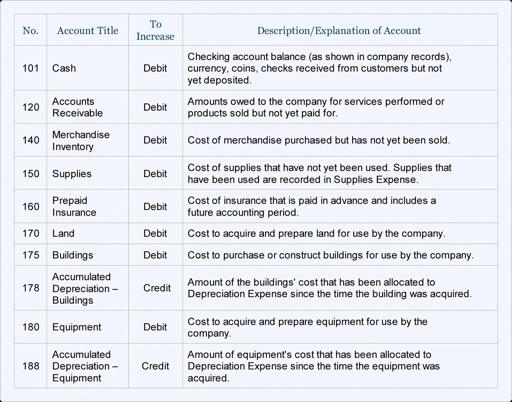 No. Account Title To Increase Description/Explanation of Account
101 Cash Debit Checking account balance (as shown in company records),
currency, coins, checks received from customers but not
yet deposited.
120 Accounts Receivable Debit Amounts owed to the company for services performed or
products sold but not yet paid for.
140 Merchandise Inventory Debit Cost of merchandise purchased but has not yet been sold.
150 Supplies Debit Cost of supplies that have not yet been used. Supplies that
have been used are recorded in Supplies Expense.
160 Prepaid Insurance Debit Cost of insurance that is paid in advance and includes a
future accounting period.
170 Land Debit Cost to acquire and prepare land for use by the company.
175 Buildings Debit Cost to purchase or construct buildings for use by the company.
178 Accumulated Depreciation – Buildings Credit Amount of the buildings' cost that has been allocated to
Depreciation Expense since the time the building was acquired.
180 Equipment Debit Cost to acquire and prepare equipment for use by the
company.
188 Accumulated Depreciation – Equipment Credit Amount of equipment's cost that has been allocated to
Depreciation Expense since the time the equipment was
acquired.